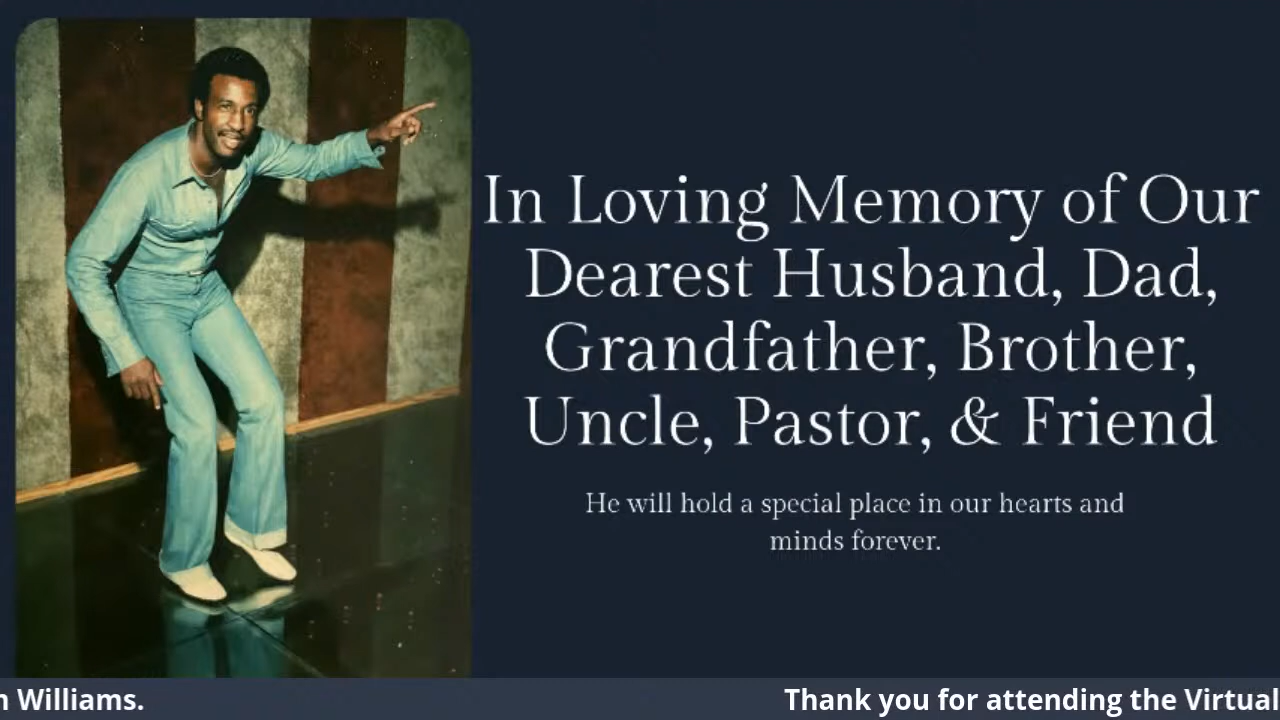 In Loving Memory of Our
Dearest Husband, Dad,
Grandfather, Brother,
Uncle, Pastor, & Friend
He will hold a special place in our hearts and
minds forever.
Williams. Thank you for attending the Virtual